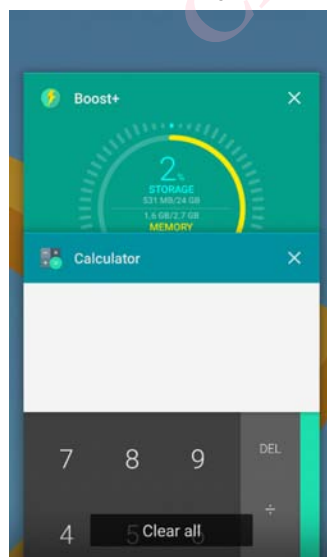 Boost+
2%
STORAGE
531 MB/24 GB
1.6 GB/2.7 GB
MEMORY
Calculator
7 8 9 DEL
÷
4 5 Clear all